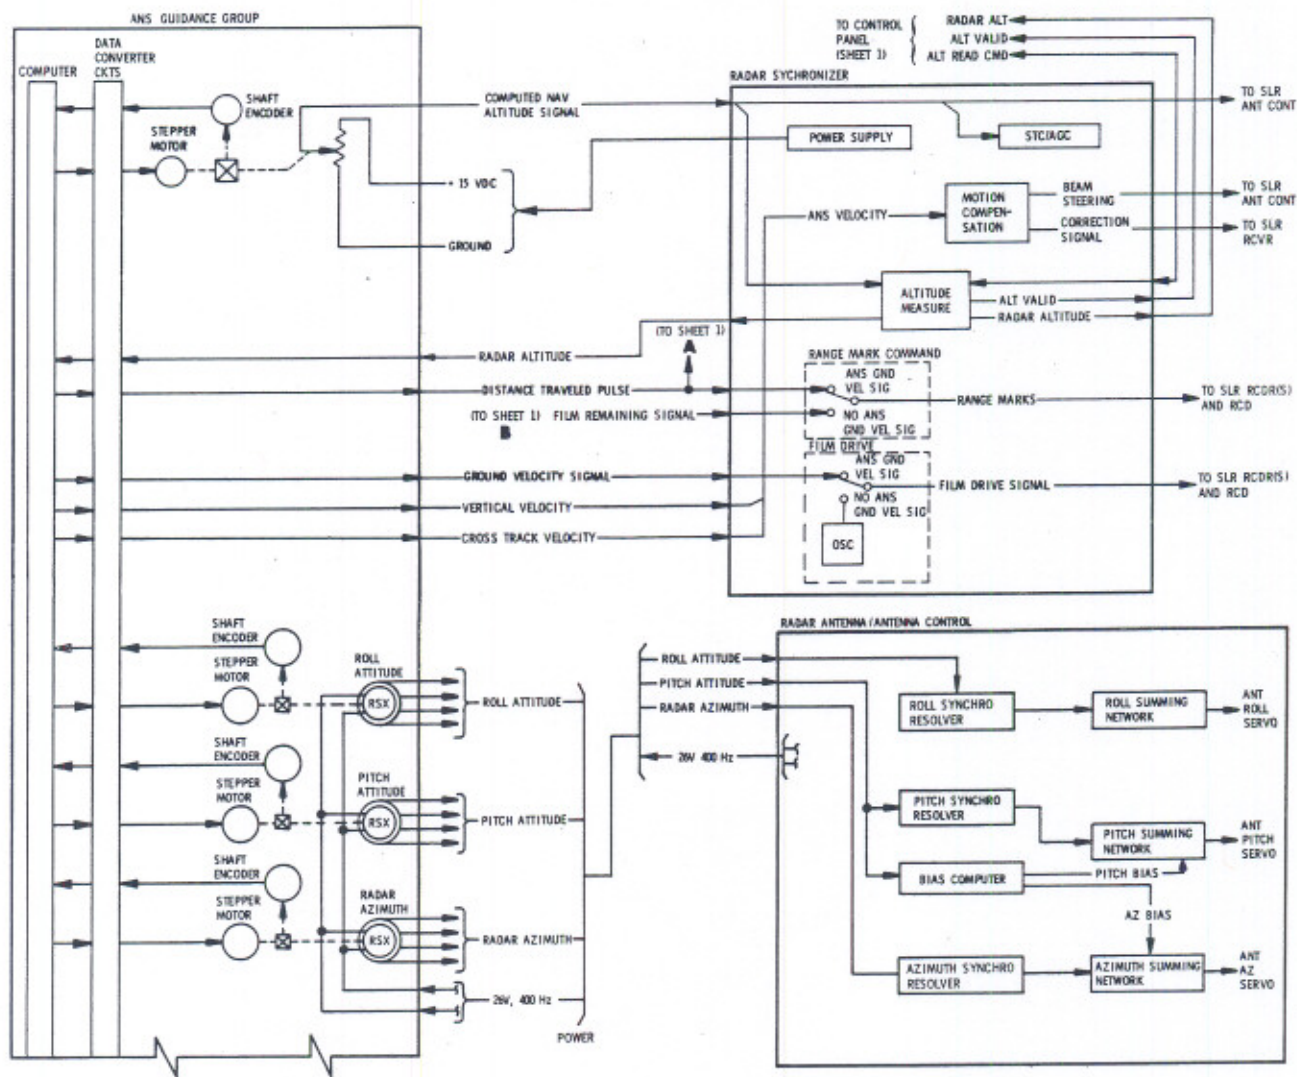 ANS GUIDANCE GROUP
COMPUTER
DATA
CONVERTER
CKTS
SHAFT
ENCODER
STEPPER
MOTOR
COMPUTED NAV
ALTITUDE SIGNAL
+ 15 VDC
GROUND
TO CONTROL
PANEL
(SHEET 1)
RADAR ALT
ALT VALID
ALT READ CMD
RADAR SYCHRONIZER
POWER SUPPLY
STC/AGC
TO SLR
ANT CONT
ANS VELOCITY
MOTION
COMPEN-
SATION
BEAM
STEERING
TO SLR
ANT CONT
CORRECTION
SIGNAL
TO SLR
RCVR
ALTITUDE
MEASURE
ALT VALID
RADAR ALTITUDE
(TO SHEET 1)
A
RADAR ALTITUDE
DISTANCE TRAVELED PULSE
(TO SHEET 1) FILM REMAINING SIGNAL
B
RANGE MARK COMMAND
ANS GND
VEL SIG
NO ANS
GND VEL SIG
RANGE MARKS
TO SLR RCDR(S)
AND RCD
FILM DRIVE
ANS GND
VEL SIG
NO ANS
GND VEL SIG
OSC
FILM DRIVE SIGNAL
TO SLR RCDR(S)
AND RCD
GROUND VELOCITY SIGNAL
VERTICAL VELOCITY
CROSS TRACK VELOCITY
SHAFT
ENCODER
STEPPER
MOTOR
ROLL
ATTITUDE
RSX
ROLL ATTITUDE
SHAFT
ENCODER
STEPPER
MOTOR
PITCH
ATTITUDE
RSX
PITCH ATTITUDE
SHAFT
ENCODER
STEPPER
MOTOR
RADAR
AZIMUTH
RSX
RADAR AZIMUTH
26V, 400 Hz
POWER
RADAR ANTENNA/ANTENNA CONTROL
ROLL ATTITUDE
PITCH ATTITUDE
RADAR AZIMUTH
26V 400 Hz
ROLL SYNCHRO
RESOLVER
ROLL SUMMING
NETWORK
ANT
ROLL
SERVO
PITCH SYNCHRO
RESOLVER
PITCH SUMMING
NETWORK
ANT
PITCH
SERVO
BIAS COMPUTER
PITCH BIAS
AZ BIAS
AZIMUTH SYNCHRO
RESOLVER
AZIMUTH SUMMING
NETWORK
ANT
AZ
SERVO